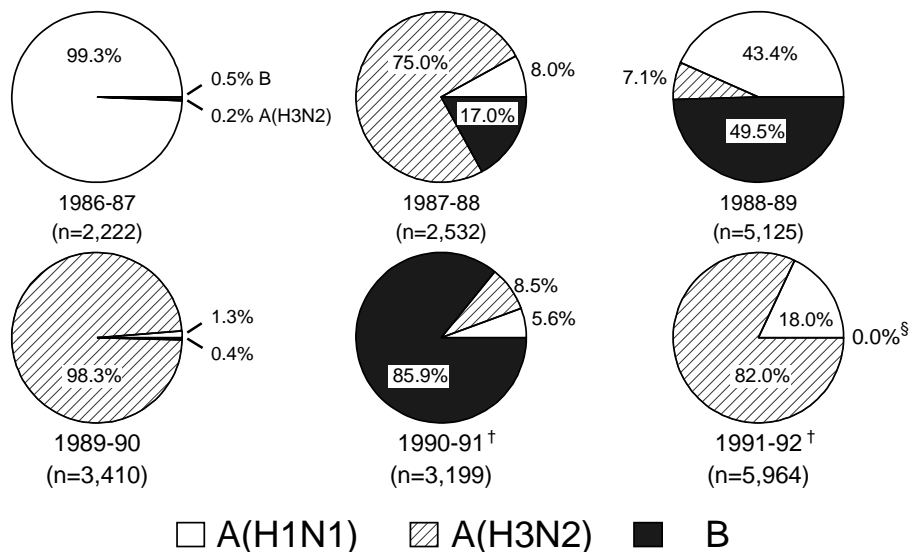 99.3%
0.5% B
0.2% A(H3N2)
1986-87
(n=2,222)
75.0%
8.0%
17.0%
1987-88
(n=2,532)
43.4%
7.1%
49.5%
1988-89
(n=5,125)
1.3%
0.4%
98.3%
1989-90
(n=3,410)
8.5%
5.6%
85.9%
1990-91†
(n=3,199)
18.0%
0.0%§
82.0%
1991-92†
(n=5,964)
A(H1N1) A(H3N2) B